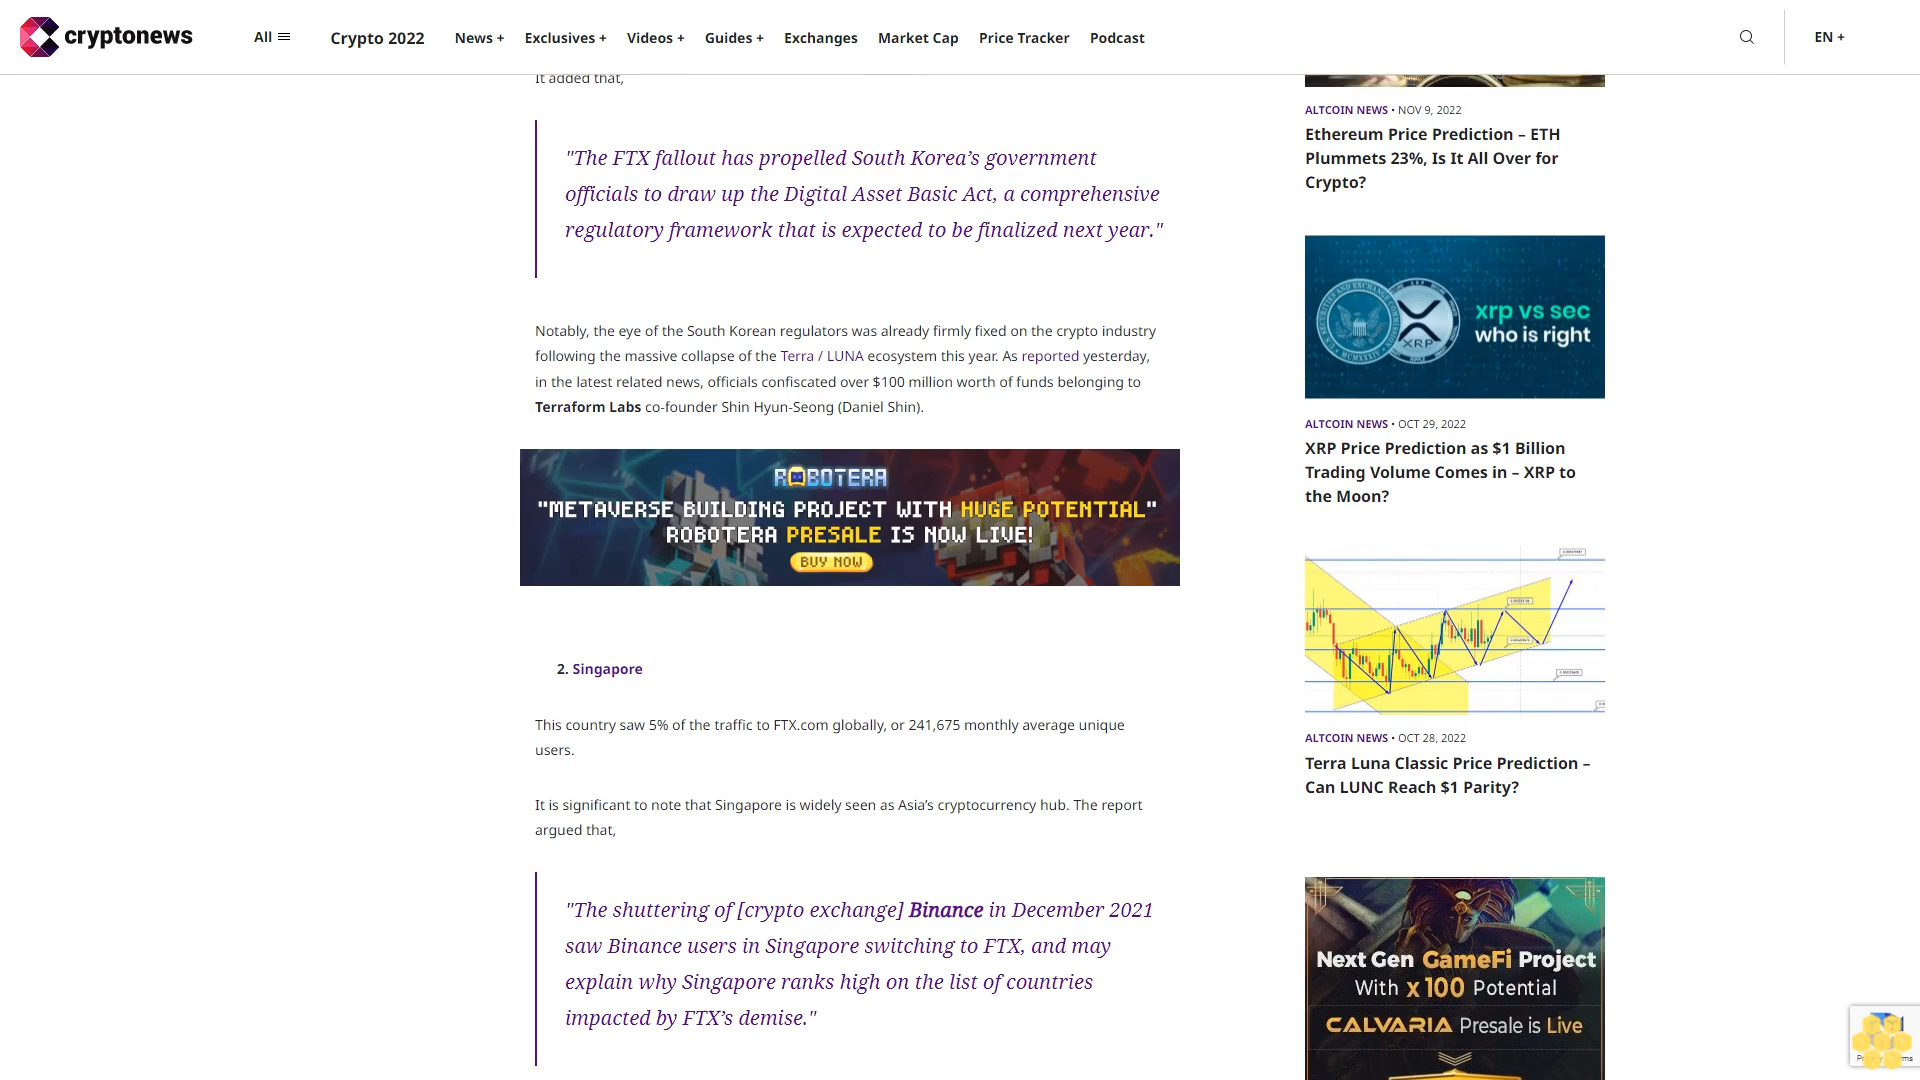 cryptonews
All
Crypto 2022
News +
Exclusives +
Videos +
Guides +
Exchanges
Market Cap
Price Tracker
Podcast
EN +
It added that,
"The FTX fallout has propelled South Korea’s government
officials to draw up the Digital Asset Basic Act, a comprehensive
regulatory framework that is expected to be finalized next year."
Notably, the eye of the South Korean regulators was already firmly fixed on the crypto industry
following the massive collapse of the Terra / LUNA ecosystem this year. As reported yesterday,
in the latest related news, officials confiscated over $100 million worth of funds belonging to
Terraform Labs co-founder Shin Hyun-Seong (Daniel Shin).
ROBOTERA
"METAVERSE BUILDING PROJECT WITH HUGE POTENTIAL"
ROBOTERA PRESALE IS NOW LIVE!
BUY NOW
2. Singapore
This country saw 5% of the traffic to FTX.com globally, or 241,675 monthly average unique
users.
It is significant to note that Singapore is widely seen as Asia’s cryptocurrency hub. The report
argued that,
"The shuttering of [crypto exchange] Binance in December 2021
saw Binance users in Singapore switching to FTX, and may
explain why Singapore ranks high on the list of countries
impacted by FTX’s demise."
ALTCOIN NEWS • NOV 9, 2022
Ethereum Price Prediction – ETH
Plummets 23%, Is It All Over for
Crypto?
xrp vs sec
who is right
XRP
ALTCOIN NEWS • OCT 29, 2022
XRP Price Prediction as $1 Billion
Trading Volume Comes in – XRP to
the Moon?
ALTCOIN NEWS • OCT 28, 2022
Terra Luna Classic Price Prediction –
Can LUNC Reach $1 Parity?
Next Gen GameFi Project
With x 100 Potential
CALVARIA Presale is Live